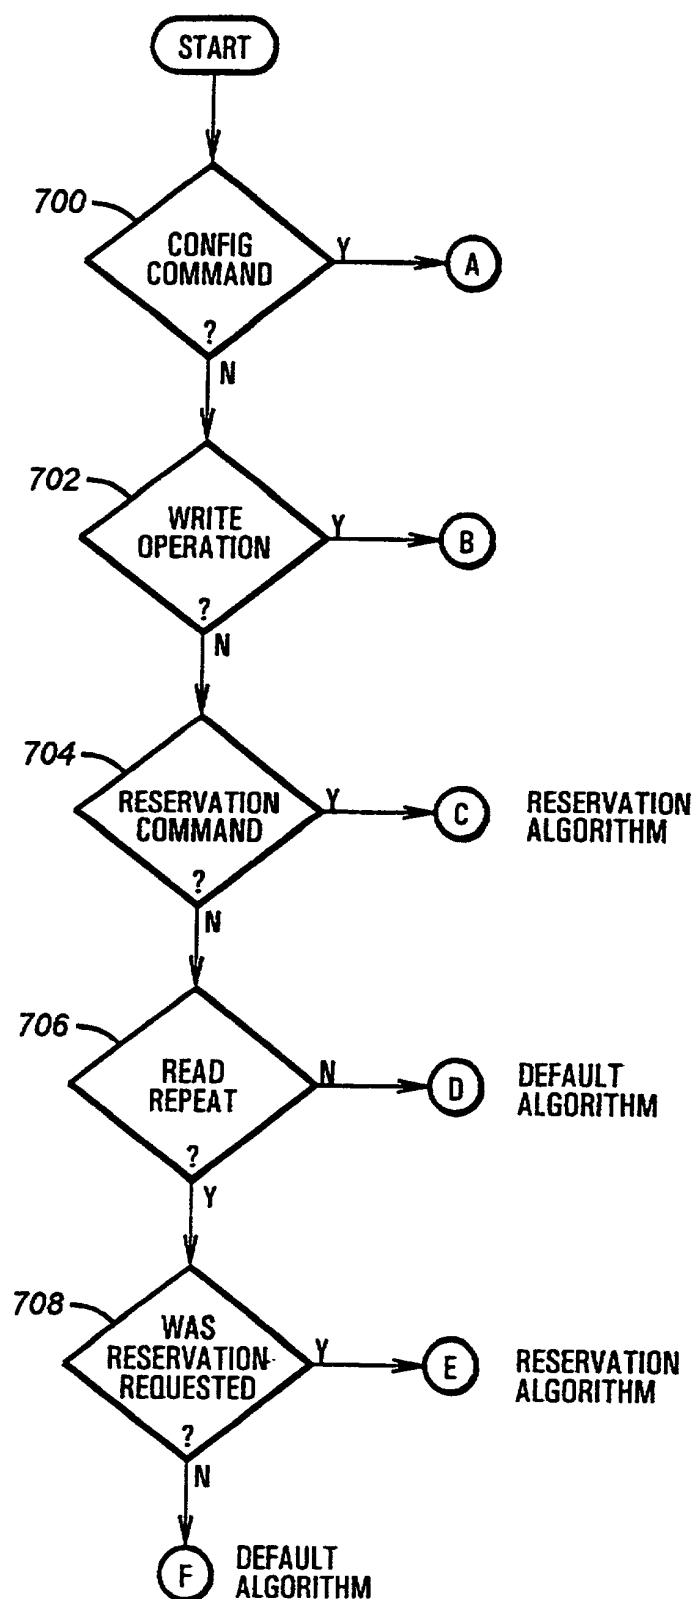 START
700
CONFIG
COMMAND
?
Y
A
N
702
WRITE
OPERATION
?
Y
B
N
704
RESERVATION
COMMAND
?
Y
C
RESERVATION
ALGORITHM
N
706
READ
REPEAT
?
N
D
DEFAULT
ALGORITHM
Y
708
WAS
RESERVATION
REQUESTED
?
Y
E
RESERVATION
ALGORITHM
N
F
DEFAULT
ALGORITHM